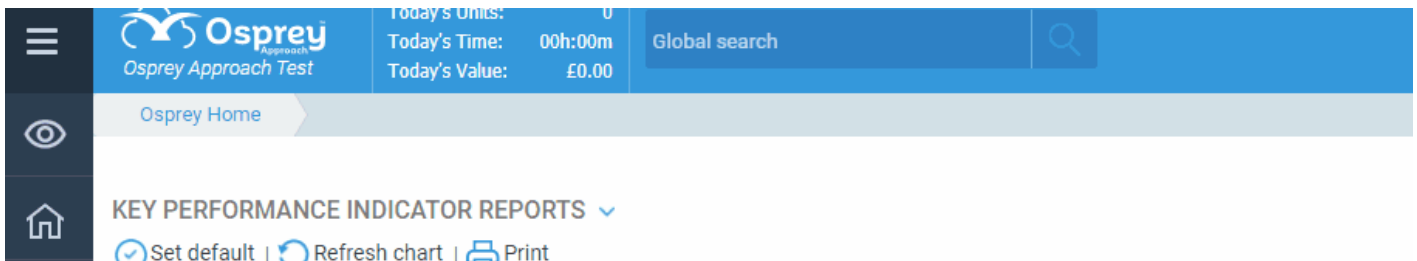 Osprey
Approach
Osprey Approach Test
Today's Units: 0
Today's Time: 00h:00m
Today's Value: £0.00
Global search
Osprey Home
KEY PERFORMANCE INDICATOR REPORTS
Set default | Refresh chart | Print